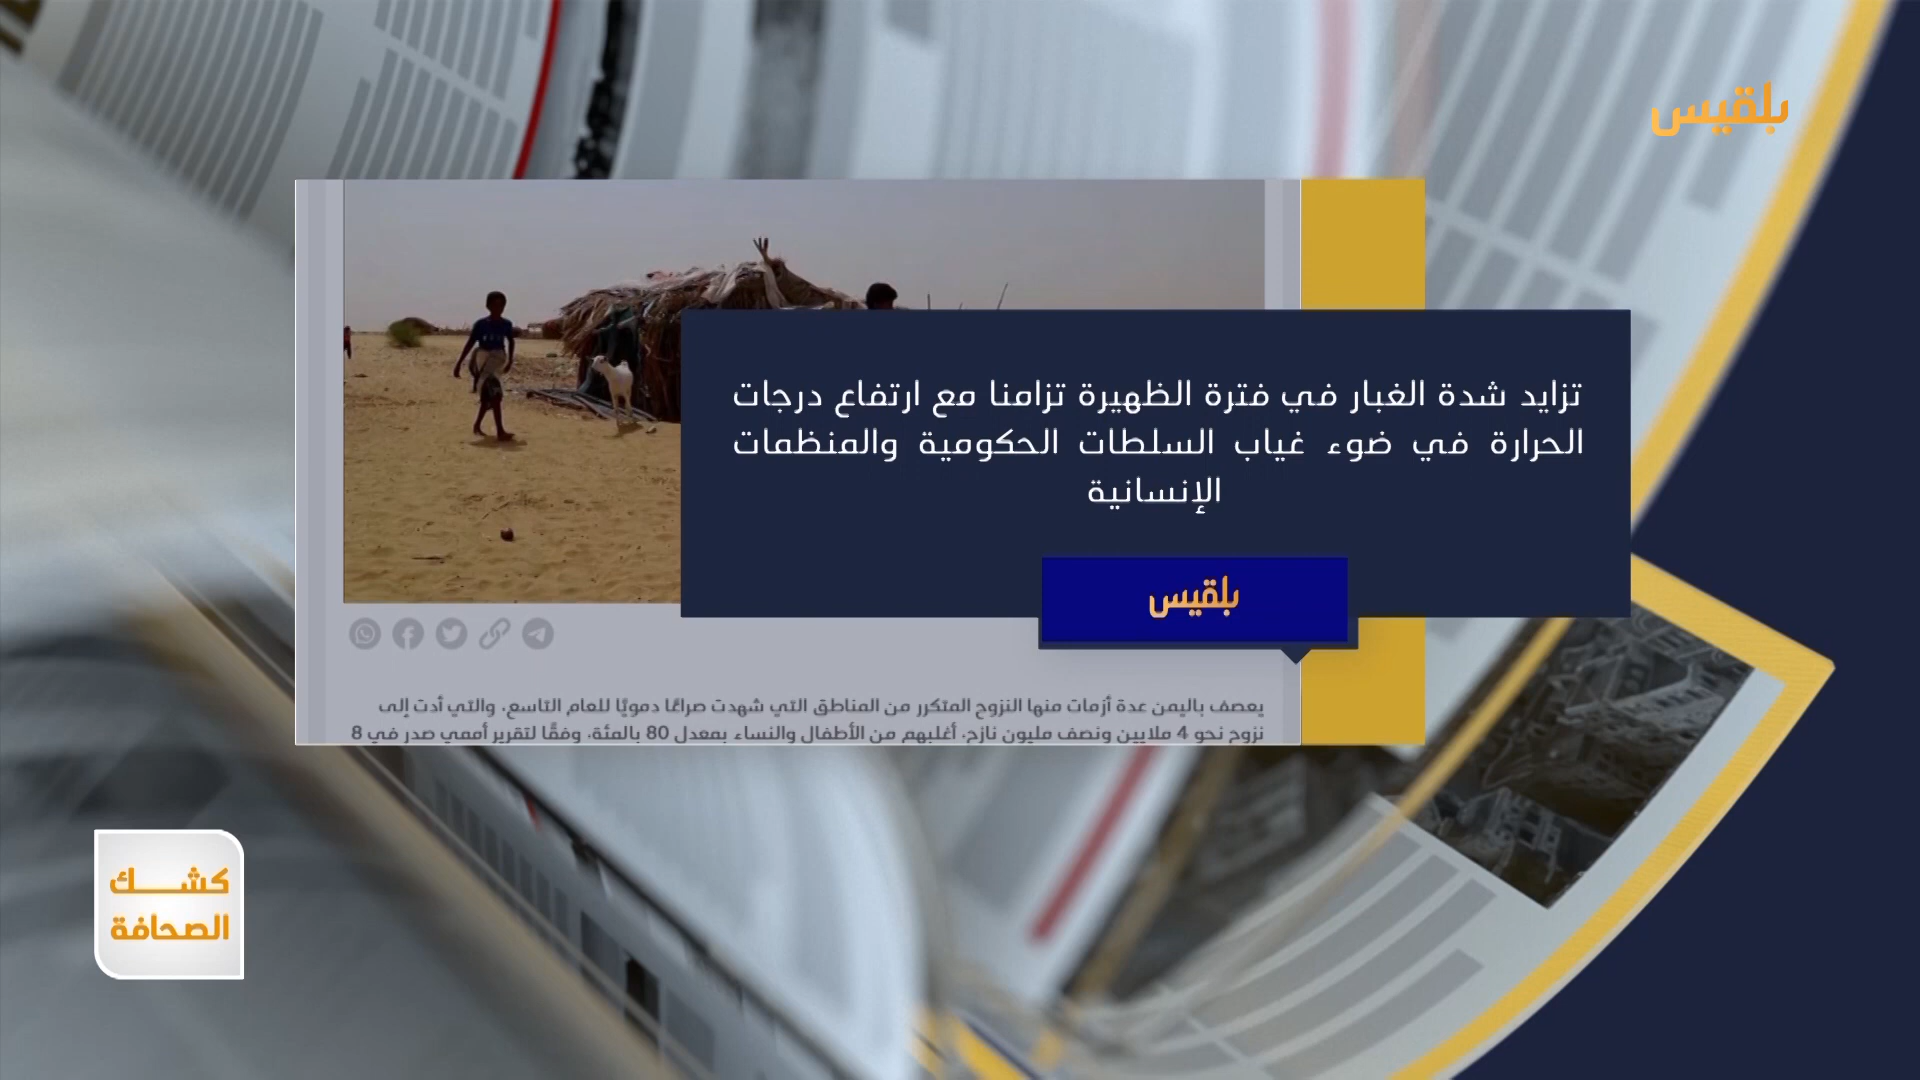 بلقيس
تزايد شدة الغبار في فترة الظهيرة تزامنا مع ارتفاع درجات
الحرارة في ضوء غياب السلطات الحكومية والمنظمات
الإنسانية
بلقيس
يعصف باليمن عدة أزمات منها النزوح المتكرر من المناطق التي شهدت صراعًا دمويًا للعام التاسع، والتي أدت إلى
نزوح نحو 4 ملايين ونصف مليون نازح، أغلبهم من الأطفال والنساء بمعدل 80 بالمئة، وفقًا لتقرير أممي صدر في 8
كشك
الصحافة